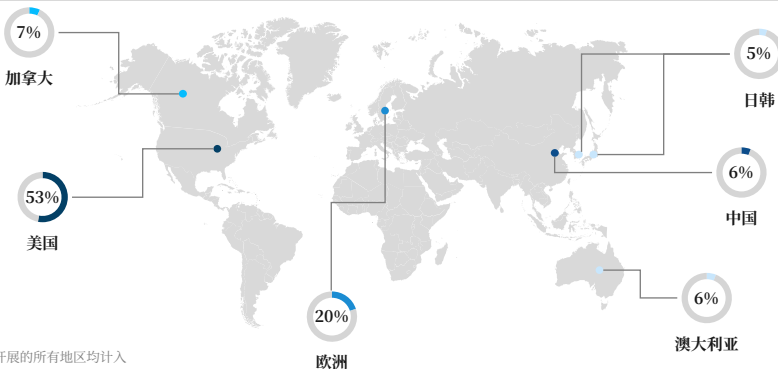 7%
加拿大
5%
日韩
53%
美国
6%
中国
20%
欧洲
6%
澳大利亚
开展的所有地区均计入